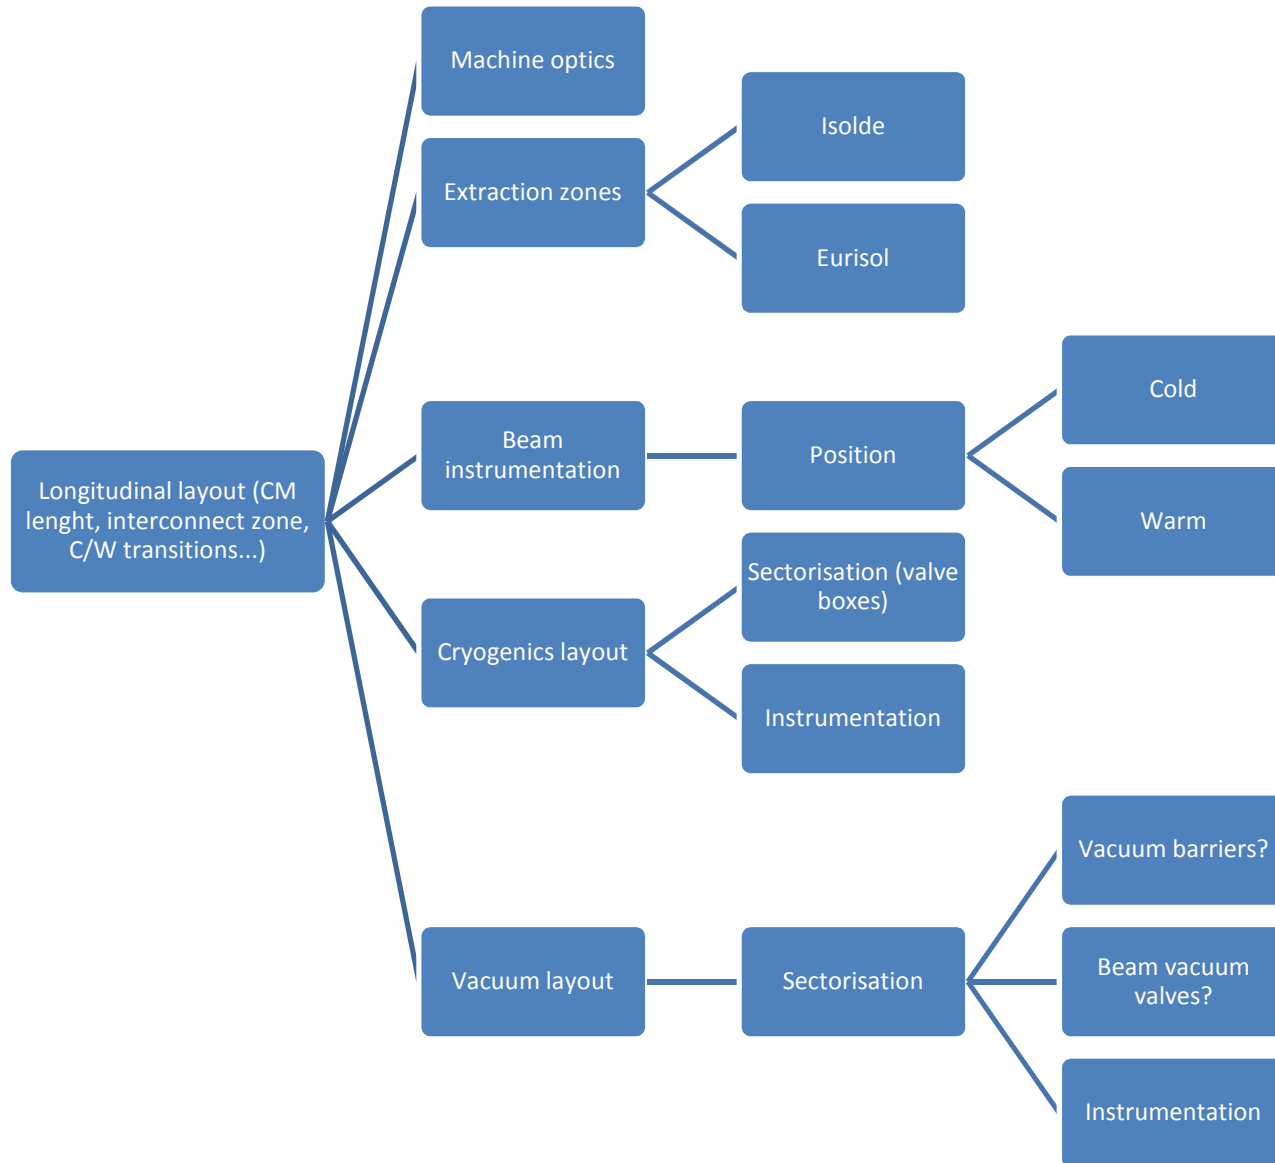 Machine optics
Extraction zones
Isolde
Eurisol
Longitudinal layout (CM
lenght, interconnect zone,
C/W transitions...)
Beam
instrumentation
Position
Cold
Warm
Cryogenics layout
Sectorisation (valve
boxes)
Instrumentation
Vacuum layout
Sectorisation
Vacuum barriers?
Beam vacuum
valves?
Instrumentation